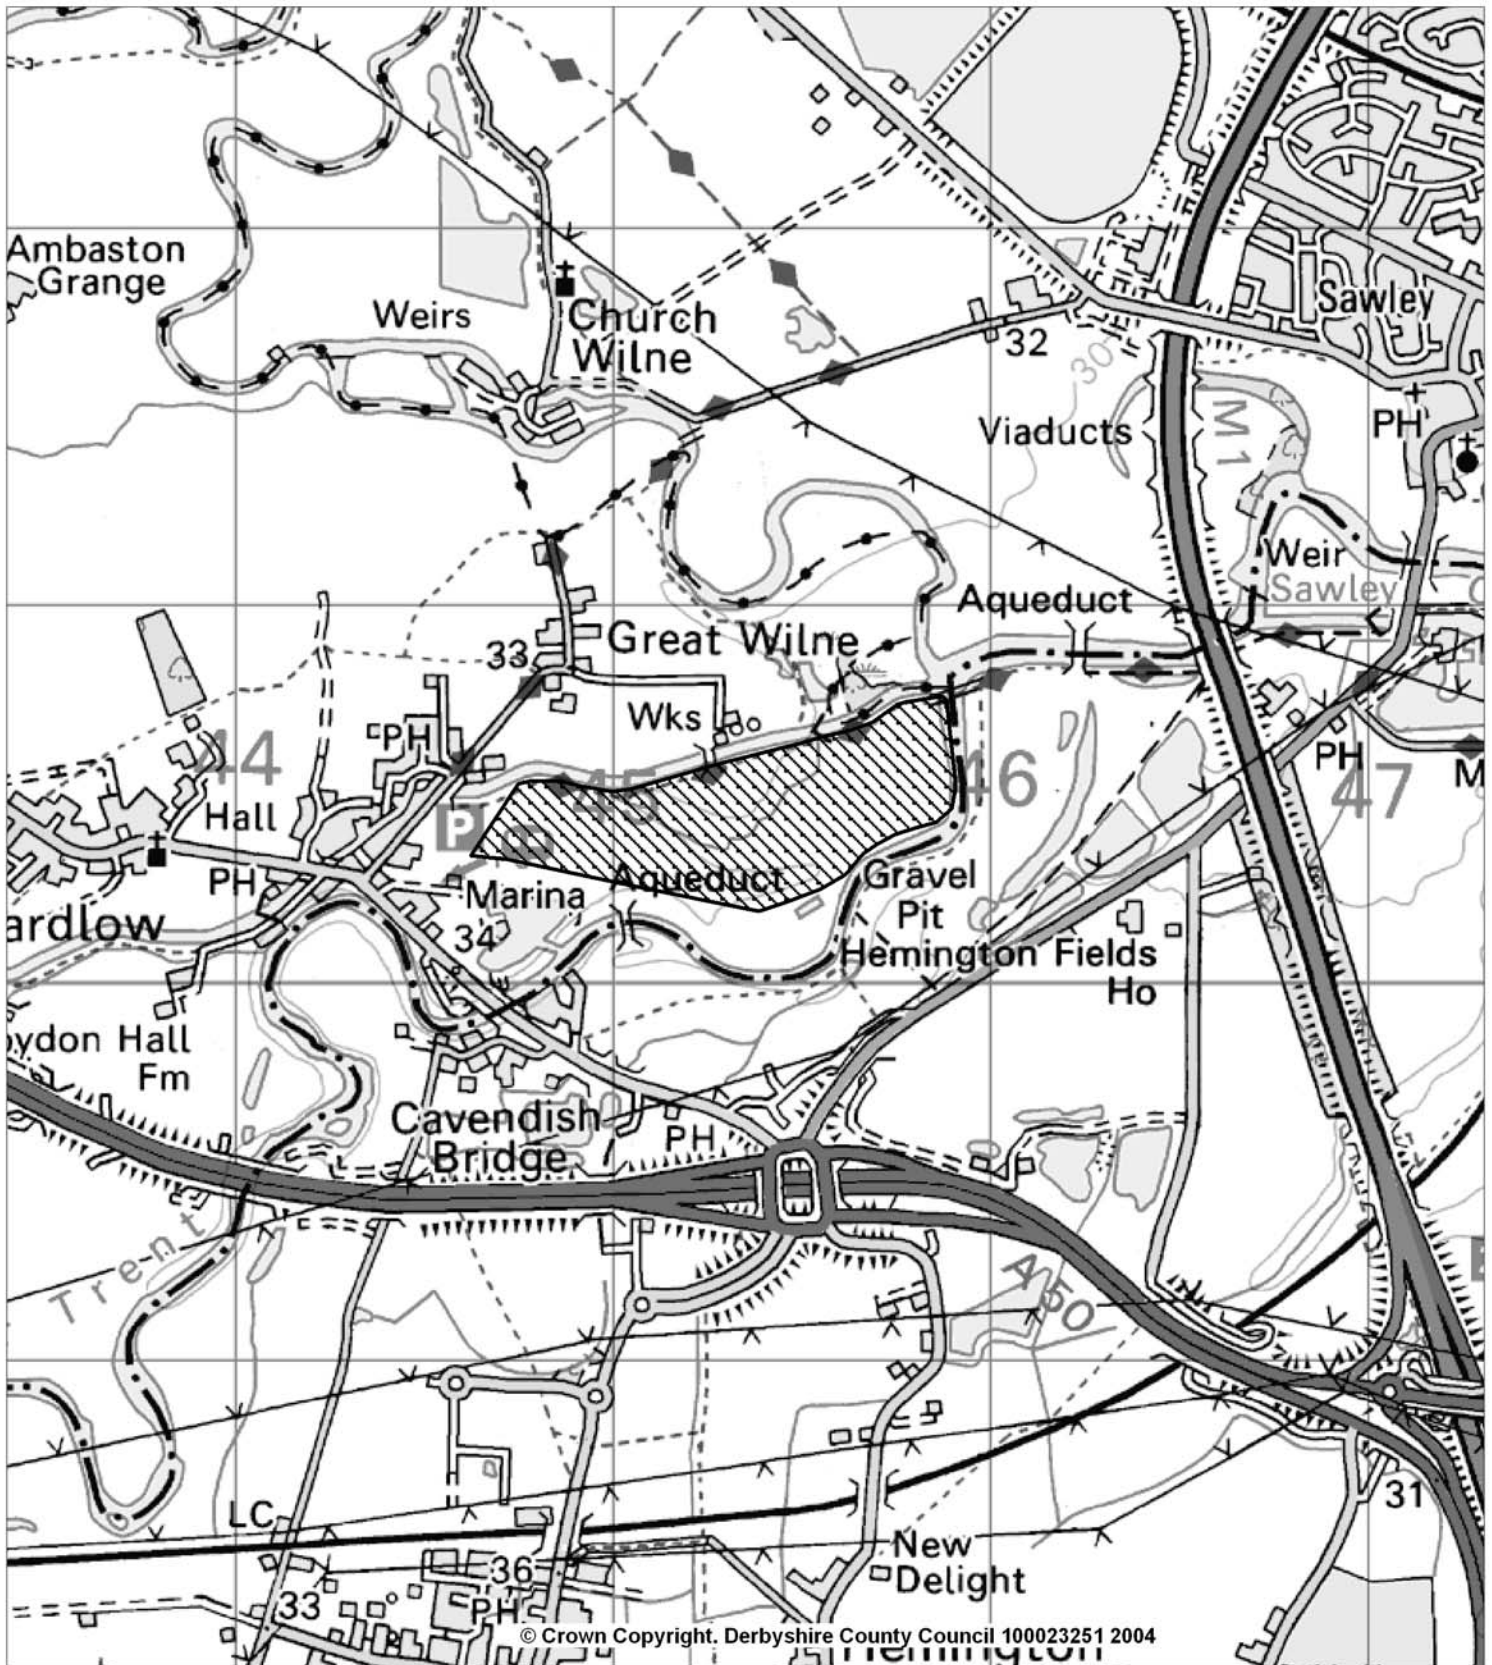 Ambaston
Grange
Weirs
Church
Wilne
32
30
Sawley
PH
Viaducts
M1
Weir
Sawley
Aqueduct
Great Wilne
33
Wks
PH
44
45
46
47
PH
M
Hall
P
PH
Marina
Aqueduct
Gravel
Pit
ardlow
34
Hemington Fields
Ho
oydon Hall
Fm
Cavendish
Bridge
PH
Trent
A50
LC
31
New
Delight
36
33
PH
© Crown Copyright. Derbyshire County Council 100023251 2004
Hemington